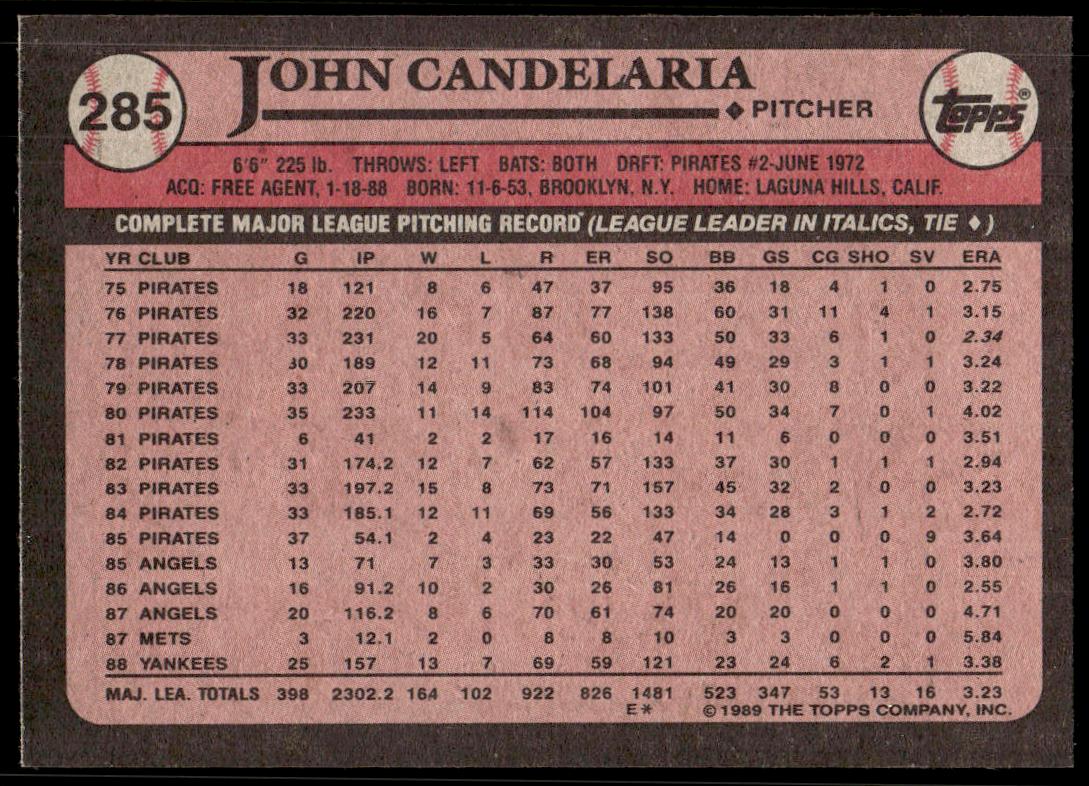 285
JOHN CANDELARIA
♦ PITCHER
TOPPS®
6'6" 225 lb. THROWS: LEFT BATS: BOTH DRFT: PIRATES #2-JUNE 1972
ACQ: FREE AGENT, 1-18-88 BORN: 11-6-53, BROOKLYN, N.Y. HOME: LAGUNA HILLS, CALIF.
COMPLETE MAJOR LEAGUE PITCHING RECORD (LEAGUE LEADER IN ITALICS, TIE ♦)
YR CLUB G IP W L R ER SO BB GS CG SHO SV ERA
75 PIRATES 18 121 8 6 47 37 95 36 18 4 1 0 2.75
76 PIRATES 32 220 16 7 87 77 138 60 31 11 4 1 3.15
77 PIRATES 33 231 20 5 64 60 133 50 33 6 1 0 2.34
78 PIRATES 30 189 12 11 73 68 94 49 29 3 1 1 3.24
79 PIRATES 33 207 14 9 83 74 101 41 30 8 0 0 3.22
80 PIRATES 35 233 11 14 114 104 97 50 34 7 0 1 4.02
81 PIRATES 6 41 2 2 17 16 14 11 6 0 0 0 3.51
82 PIRATES 31 174.2 12 7 62 57 133 37 30 1 1 1 2.94
83 PIRATES 33 197.2 15 8 73 71 157 45 32 2 0 0 3.23
84 PIRATES 33 185.1 12 11 69 56 133 34 28 3 1 2 2.72
85 PIRATES 37 54.1 2 4 23 22 47 14 0 0 0 9 3.64
85 ANGELS 13 71 7 3 33 30 53 24 13 1 1 0 3.80
86 ANGELS 16 91.2 10 2 30 26 81 26 16 1 1 0 2.55
87 ANGELS 20 116.2 8 6 70 61 74 20 20 0 0 0 4.71
87 METS 3 12.1 2 0 8 8 10 3 3 0 0 0 5.84
88 YANKEES 25 157 13 7 69 59 121 23 24 6 2 1 3.38
MAJ. LEA. TOTALS 398 2302.2 164 102 922 826 1481 523 347 53 13 16 3.23
E* ©1989 THE TOPPS COMPANY, INC.